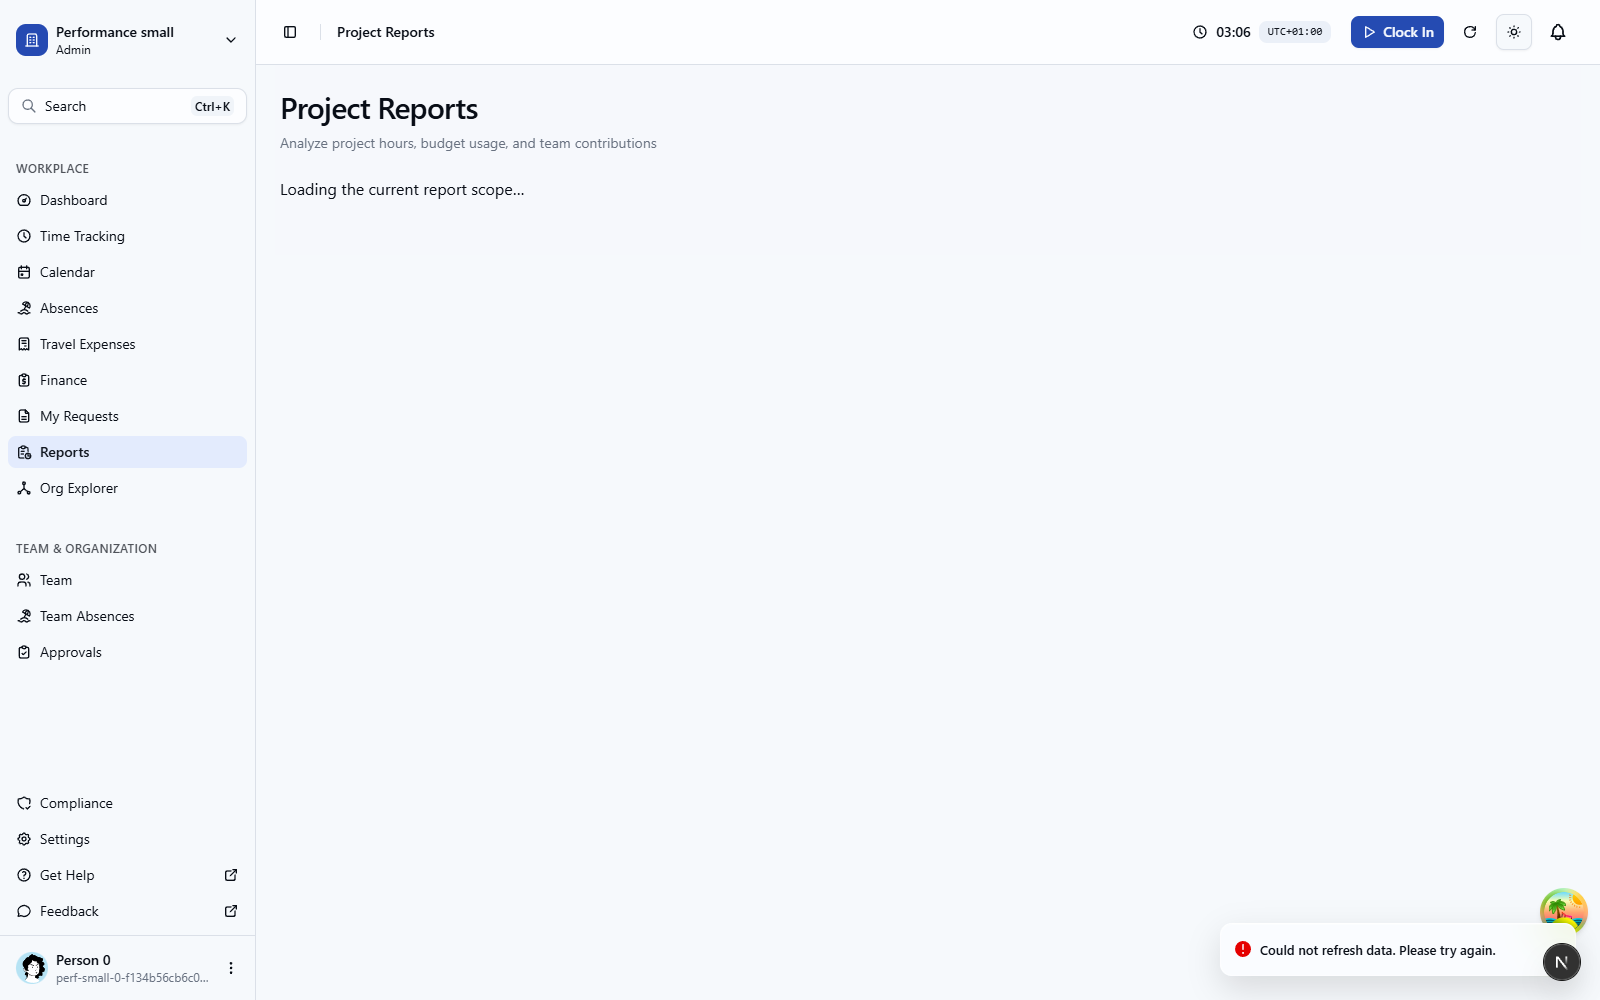 Performance small
Admin
Search
Ctrl+K
WORKPLACE
Dashboard
Time Tracking
Calendar
Absences
Travel Expenses
Finance
My Requests
Reports
Org Explorer
TEAM & ORGANIZATION
Team
Team Absences
Approvals
Compliance
Settings
Get Help
Feedback
Person 0
perf-small-0-f134b56cb6c0...
Project Reports
03:06
UTC+01:00
Clock In
Project Reports
Analyze project hours, budget usage, and team contributions
Loading the current report scope...
Could not refresh data. Please try again.
N